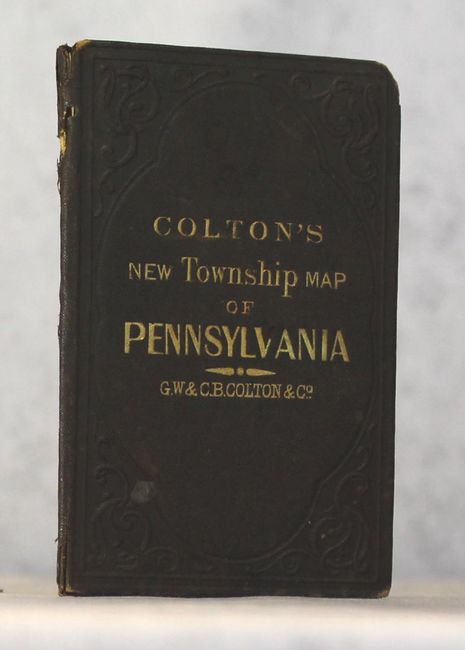 COLTON'S
NEW Township MAP
OF
PENNSYLVANIA
G.W & C.B. COLTON & Cº.